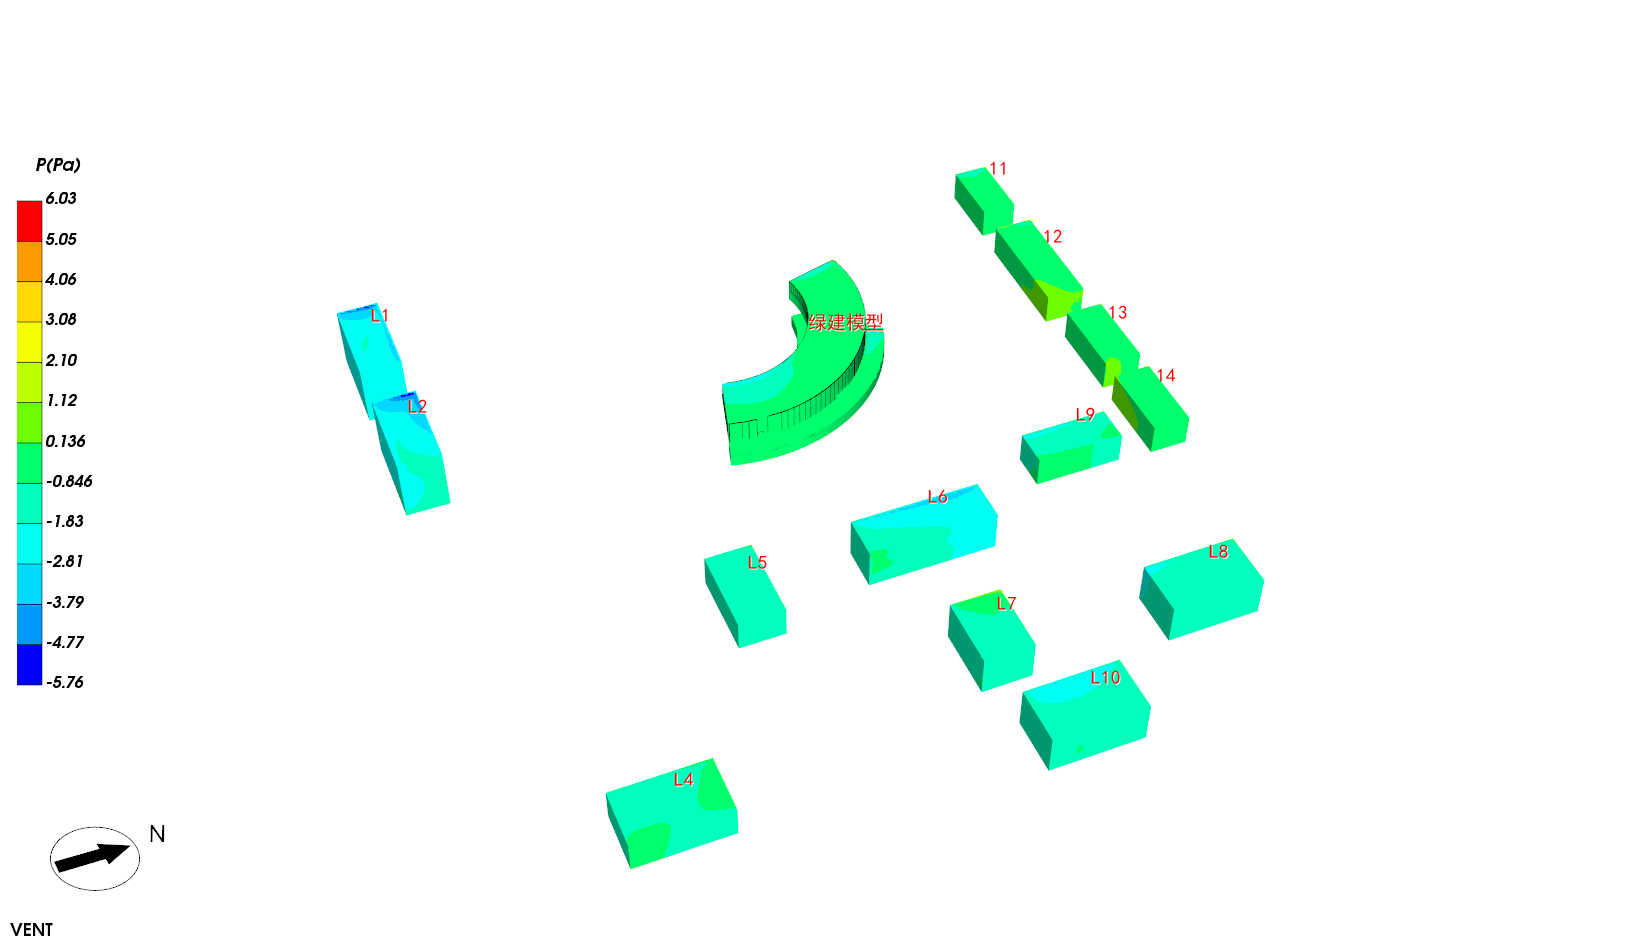 P(Pa)
6.03
5.05
4.06
3.08
2.10
1.12
0.136
-0.846
-1.83
-2.81
-3.79
-4.77
-5.76
11
12
13
14
L1
绿建模型
L2
L9
L6
L5
L8
L7
L10
L4
N
VENT